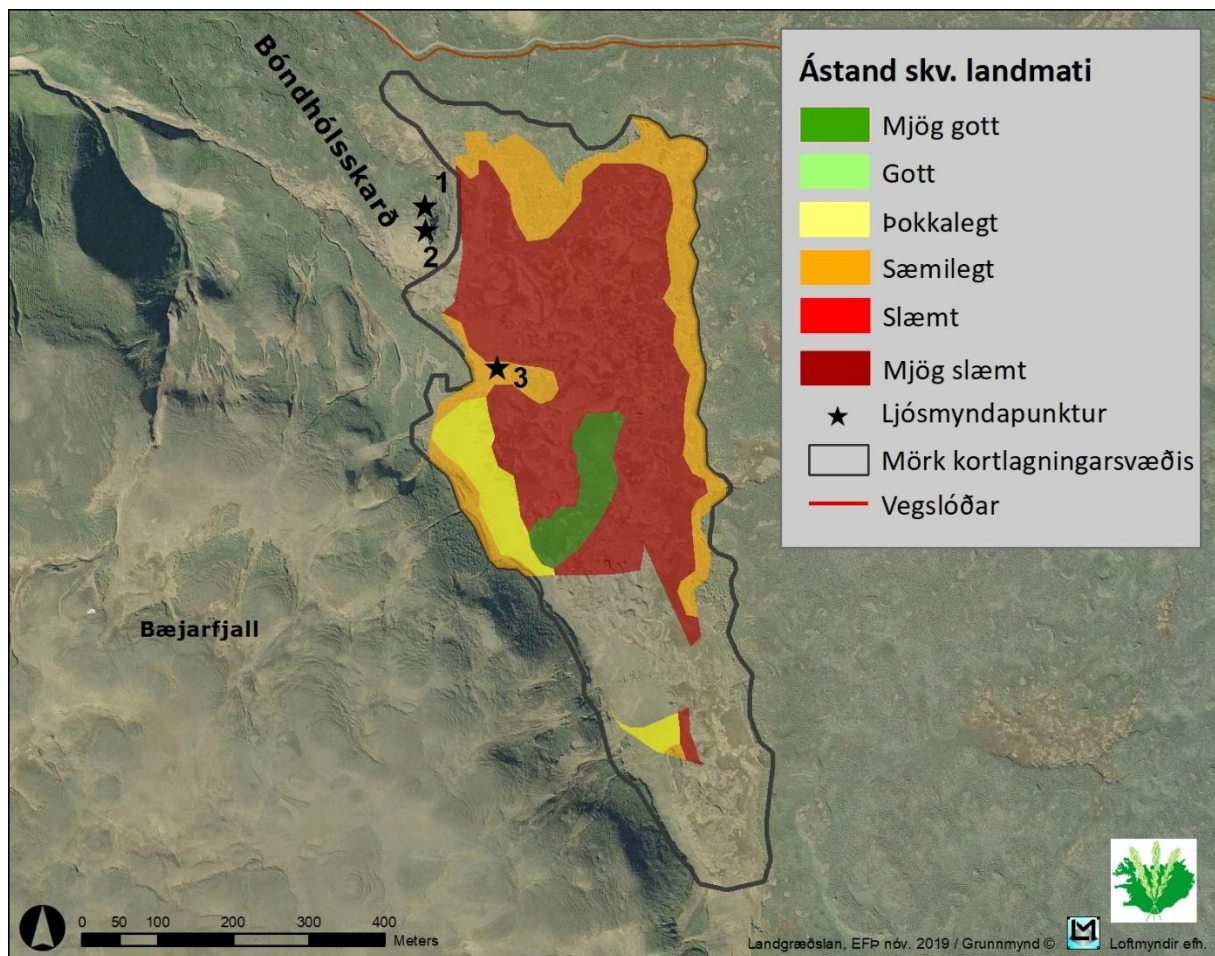 Bóndhólsskarð
1
2
3
Bæjarfjall
Ástand skv. landmati
Mjög gott
Gott
Þokkalegt
Sæmilegt
Slæmt
Mjög slæmt
Ljósmyndapunktur
Mörk kortlagningarsvæðis
Vegslóðar
0 50 100 200 300 400
Meters
Landgræðslan, EFÞ nóv. 2019 / Grunnmynd © LM Loftmyndir efh.